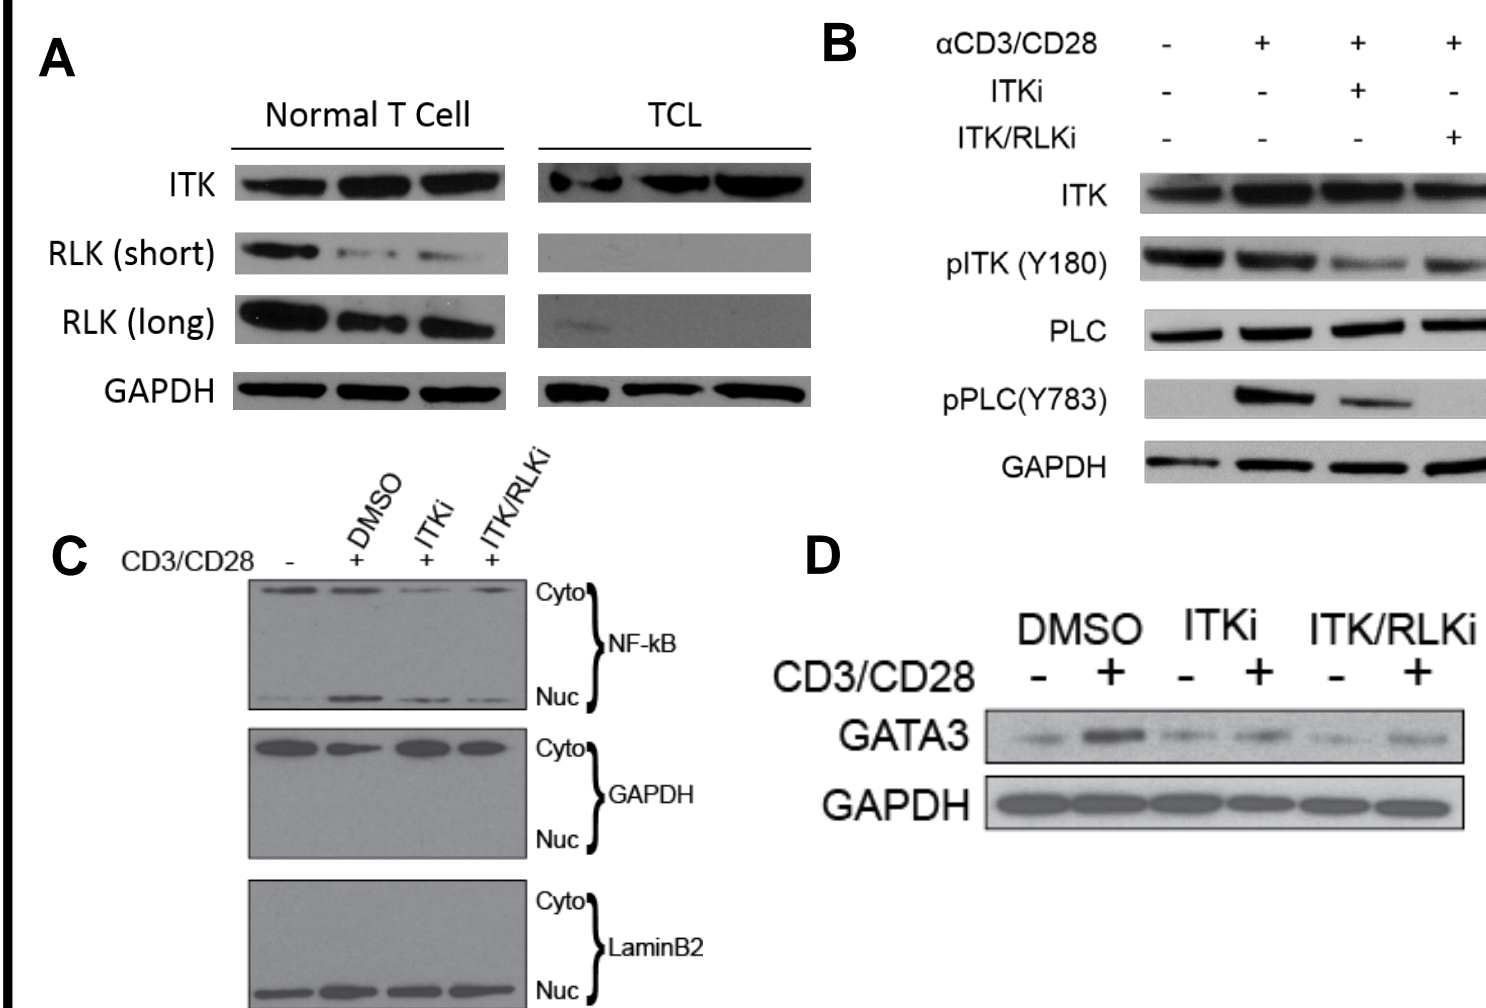 A
Normal T Cell TCL
ITK
RLK (short)
RLK (long)
GAPDH
B
αCD3/CD28 - + + +
ITKi - - + -
ITK/RLKi - - - +
ITK
pITK (Y180)
PLC
pPLC(Y783)
GAPDH
C
DMSO ITKi ITK/RLKi
CD3/CD28 - + + +
Cyto
NF-kB
Nuc
Cyto
GAPDH
Nuc
Cyto
LaminB2
Nuc
D
DMSO ITKi ITK/RLKi
CD3/CD28 - + - + - +
GATA3
GAPDH